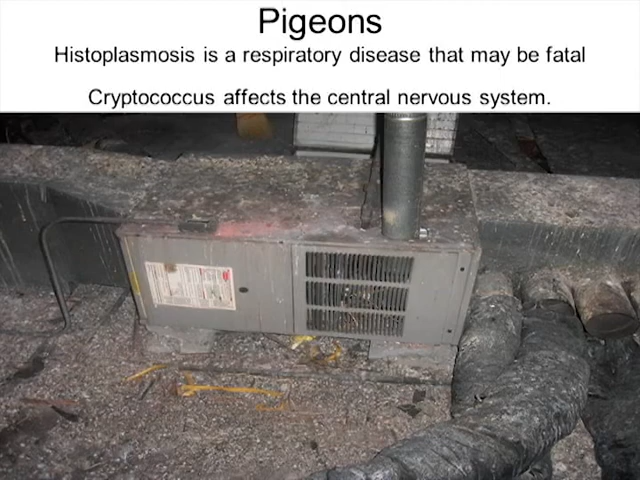 Pigeons
Histoplasmosis is a respiratory disease that may be fatal
Cryptococcus affects the central nervous system.